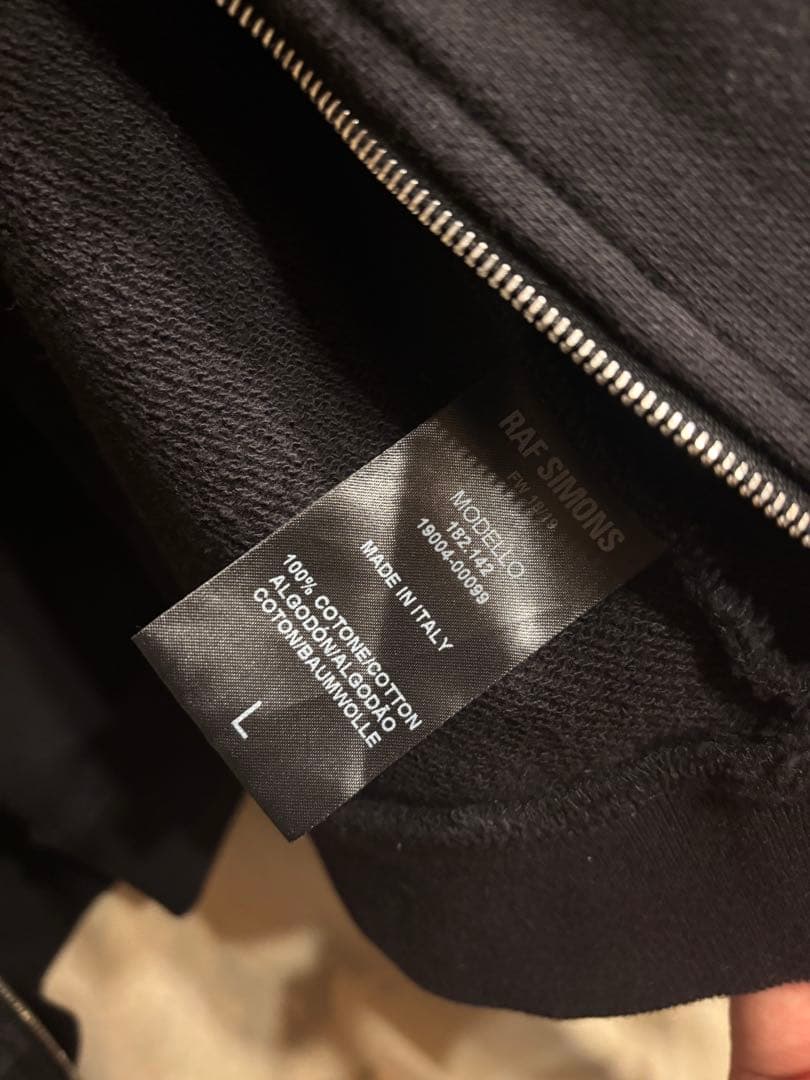 RAF SIMONS
FW 18/19
MODELLO
182.142
19004-00099
MADE IN ITALY
100% COTONE/COTTON
ALGODÓN/ALGODÃO
COTON/BAUMWOLLE
L